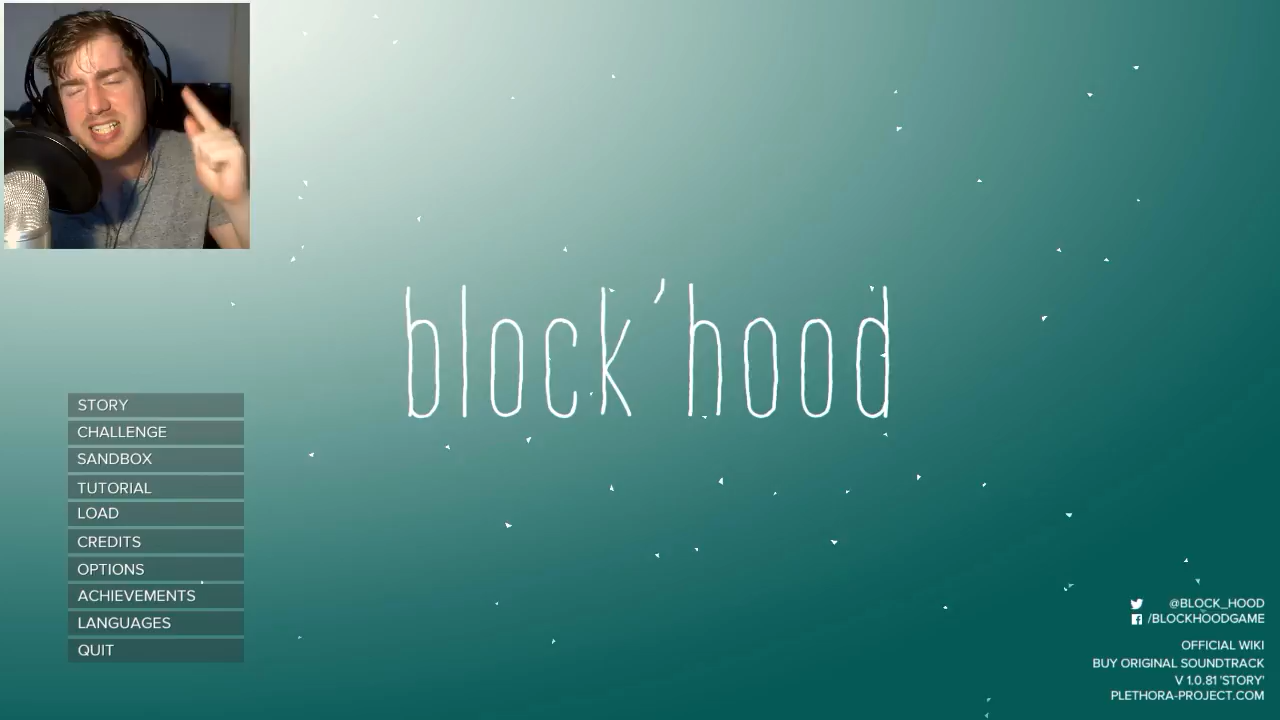 block'hood
STORY
CHALLENGE
SANDBOX
TUTORIAL
LOAD
CREDITS
OPTIONS
ACHIEVEMENTS
LANGUAGES
QUIT
@BLOCK_HOOD
/BLOCKHOODGAME
OFFICIAL WIKI
BUY ORIGINAL SOUNDTRACK
V 1.0.81 'STORY'
PLETHORA-PROJECT.COM